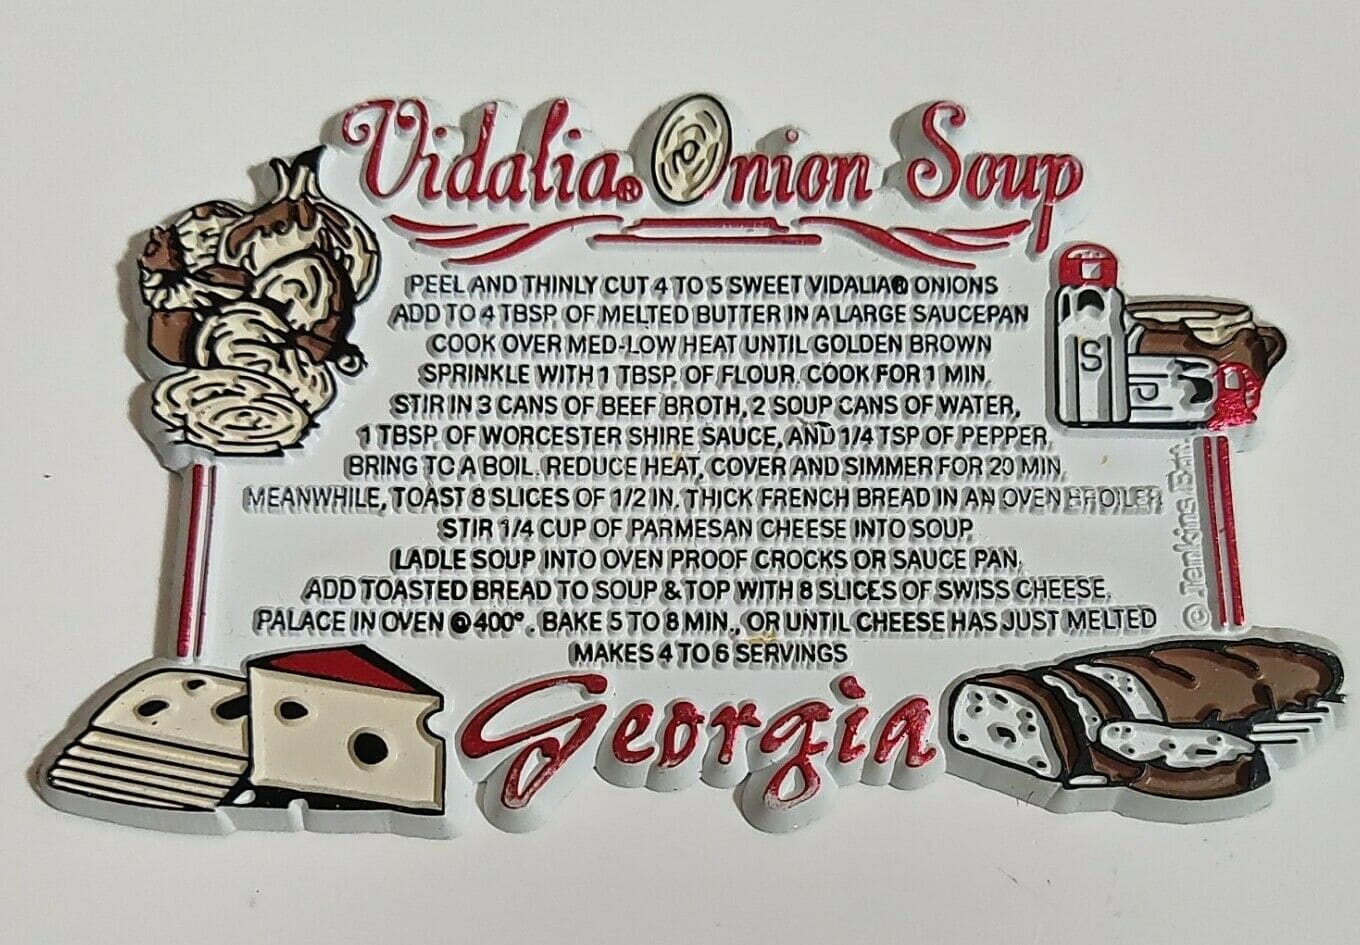 Vidalia® Onion Soup
PEEL AND THINLY CUT 4 TO 5 SWEET VIDALIA® ONIONS
ADD TO 4 TBSP. OF MELTED BUTTER IN A LARGE SAUCEPAN
COOK OVER MED-LOW HEAT UNTIL GOLDEN BROWN
SPRINKLE WITH 1 TBSP. OF FLOUR. COOK FOR 1 MIN.
STIR IN 3 CANS OF BEEF BROTH, 2 SOUP CANS OF WATER,
1 TBSP. OF WORCESTER SHIRE SAUCE, AND 1/4 TSP OF PEPPER.
BRING TO A BOIL. REDUCE HEAT, COVER AND SIMMER FOR 20 MIN.
MEANWHILE, TOAST 8 SLICES OF 1/2 IN. THICK FRENCH BREAD IN AN OVEN BROILER
STIR 1/4 CUP OF PARMESAN CHEESE INTO SOUP.
LADLE SOUP INTO OVEN PROOF CROCKS OR SAUCE PAN.
ADD TOASTED BREAD TO SOUP & TOP WITH 8 SLICES OF SWISS CHEESE.
PALACE IN OVEN @ 400°. BAKE 5 TO 8 MIN., OR UNTIL CHEESE HAS JUST MELTED
MAKES 4 TO 6 SERVINGS
Georgia
S
© Jenkins Ent.